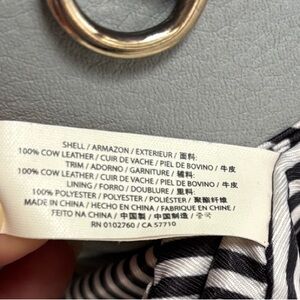 SHELL / ARMAZON / EXTERIEUR / 面料:
100% COW LEATHER / CUIR DE VACHE / PIEL DE BOVINO / 牛皮
TRIM / ADORNO / GARNITURE / 辅料:
100% COW LEATHER / CUIR DE VACHE / PIEL DE BOVINO / 牛皮
LINING / FORRO / DOUBLURE / 里料:
100% POLYESTER / POLYESTER / POLIÉSTER / 聚酯纤维
MADE IN CHINA / HECHO EN CHINA / FABRIQUE EN CHINE /
FEITO NA CHINA / 中国製 / 中国制造 / 중국
RN 0102760 / CA 57710